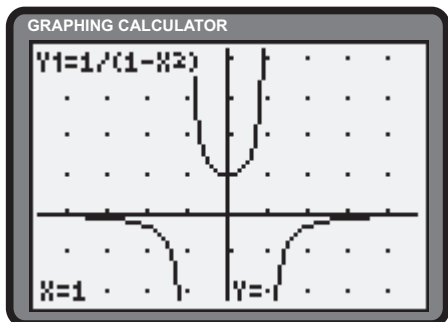 GRAPHING CALCULATOR
Y1=1/(1-X²)
X=1 Y=